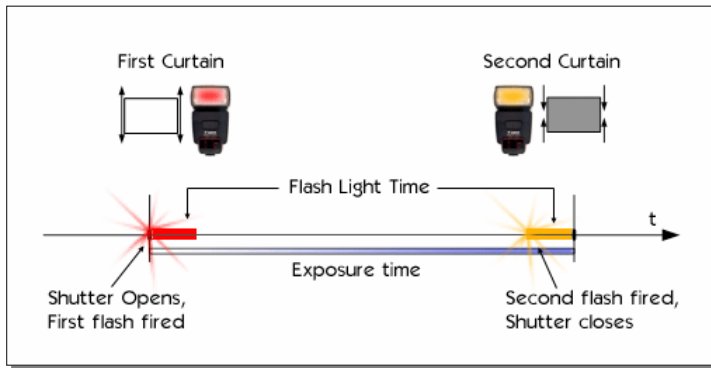 First Curtain
Second Curtain
Flash Light Time
t
Exposure time
Shutter Opens,
First flash fired
Second flash fired,
Shutter closes